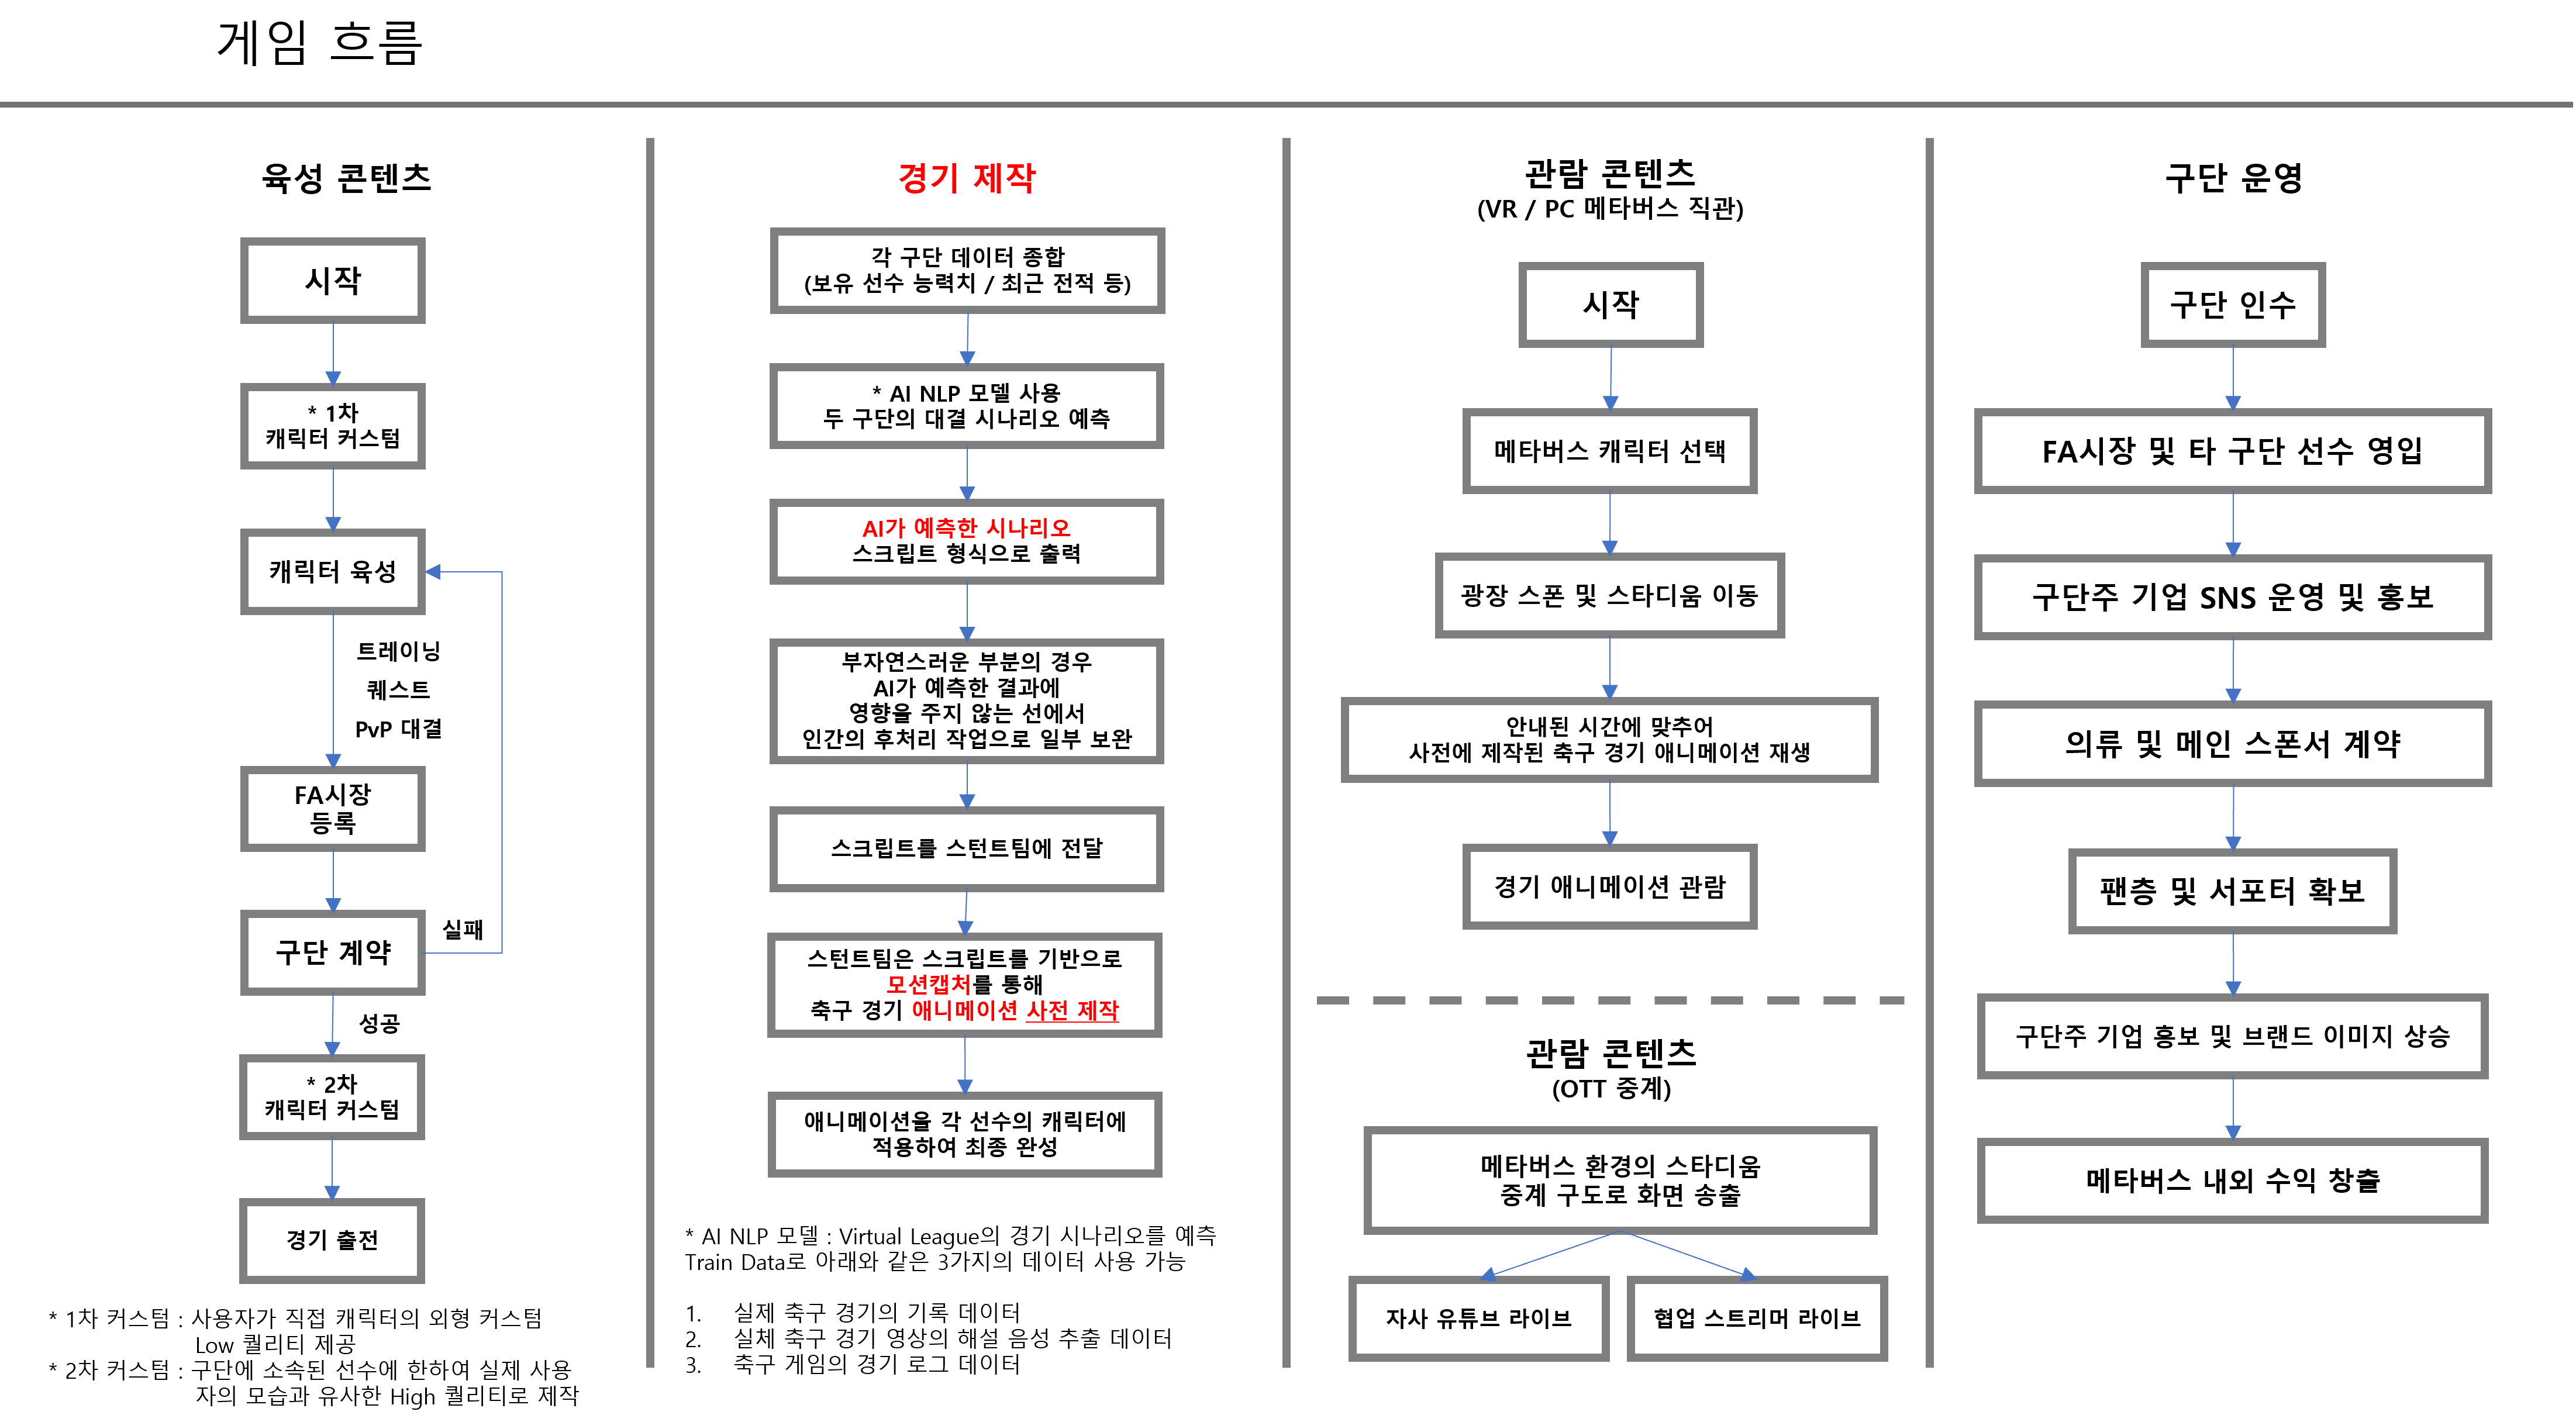 게임 흐름
육성 콘텐츠
시작
* 1차
캐릭터 커스텀
캐릭터 육성
트레이닝
퀘스트
PvP 대결
FA시장
등록
구단 계약
실패
성공
* 2차
캐릭터 커스텀
경기 출전
* 1차 커스텀 : 사용자가 직접 캐릭터의 외형 커스텀
Low 퀄리티 제공
* 2차 커스텀 : 구단에 소속된 선수에 한하여 실제 사용
자의 모습과 유사한 High 퀄리티로 제작
경기 제작
각 구단 데이터 종합
(보유 선수 능력치 / 최근 전적 등)
* AI NLP 모델 사용
두 구단의 대결 시나리오 예측
AI가 예측한 시나리오
스크립트 형식으로 출력
부자연스러운 부분의 경우
AI가 예측한 결과에
영향을 주지 않는 선에서
인간의 후처리 작업으로 일부 보완
스크립트를 스턴트팀에 전달
스턴트팀은 스크립트를 기반으로
모션캡처를 통해
축구 경기 애니메이션 사전 제작
애니메이션을 각 선수의 캐릭터에
적용하여 최종 완성
* AI NLP 모델 : Virtual League의 경기 시나리오를 예측
Train Data로 아래와 같은 3가지의 데이터 사용 가능
1. 실제 축구 경기의 기록 데이터
2. 실체 축구 경기 영상의 해설 음성 추출 데이터
3. 축구 게임의 경기 로그 데이터
관람 콘텐츠
(VR / PC 메타버스 직관)
시작
메타버스 캐릭터 선택
광장 스폰 및 스타디움 이동
안내된 시간에 맞추어
사전에 제작된 축구 경기 애니메이션 재생
경기 애니메이션 관람
관람 콘텐츠
(OTT 중계)
메타버스 환경의 스타디움
중계 구도로 화면 송출
자사 유튜브 라이브
협업 스트리머 라이브
구단 운영
구단 인수
FA시장 및 타 구단 선수 영입
구단주 기업 SNS 운영 및 홍보
의류 및 메인 스폰서 계약
팬층 및 서포터 확보
구단주 기업 홍보 및 브랜드 이미지 상승
메타버스 내외 수익 창출